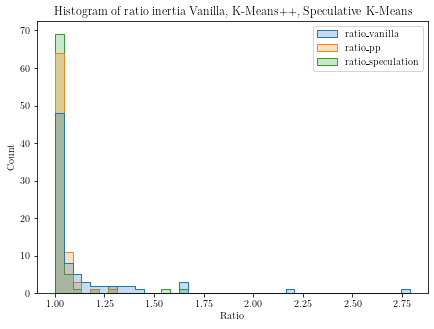 Histogram of ratio inertia Vanilla, K-Means++, Speculative K-Means
ratio_vanilla
ratio_pp
ratio_speculation
70
60
50
40
30
20
10
0
Count
1.00 1.25 1.50 1.75 2.00 2.25 2.50 2.75
Ratio